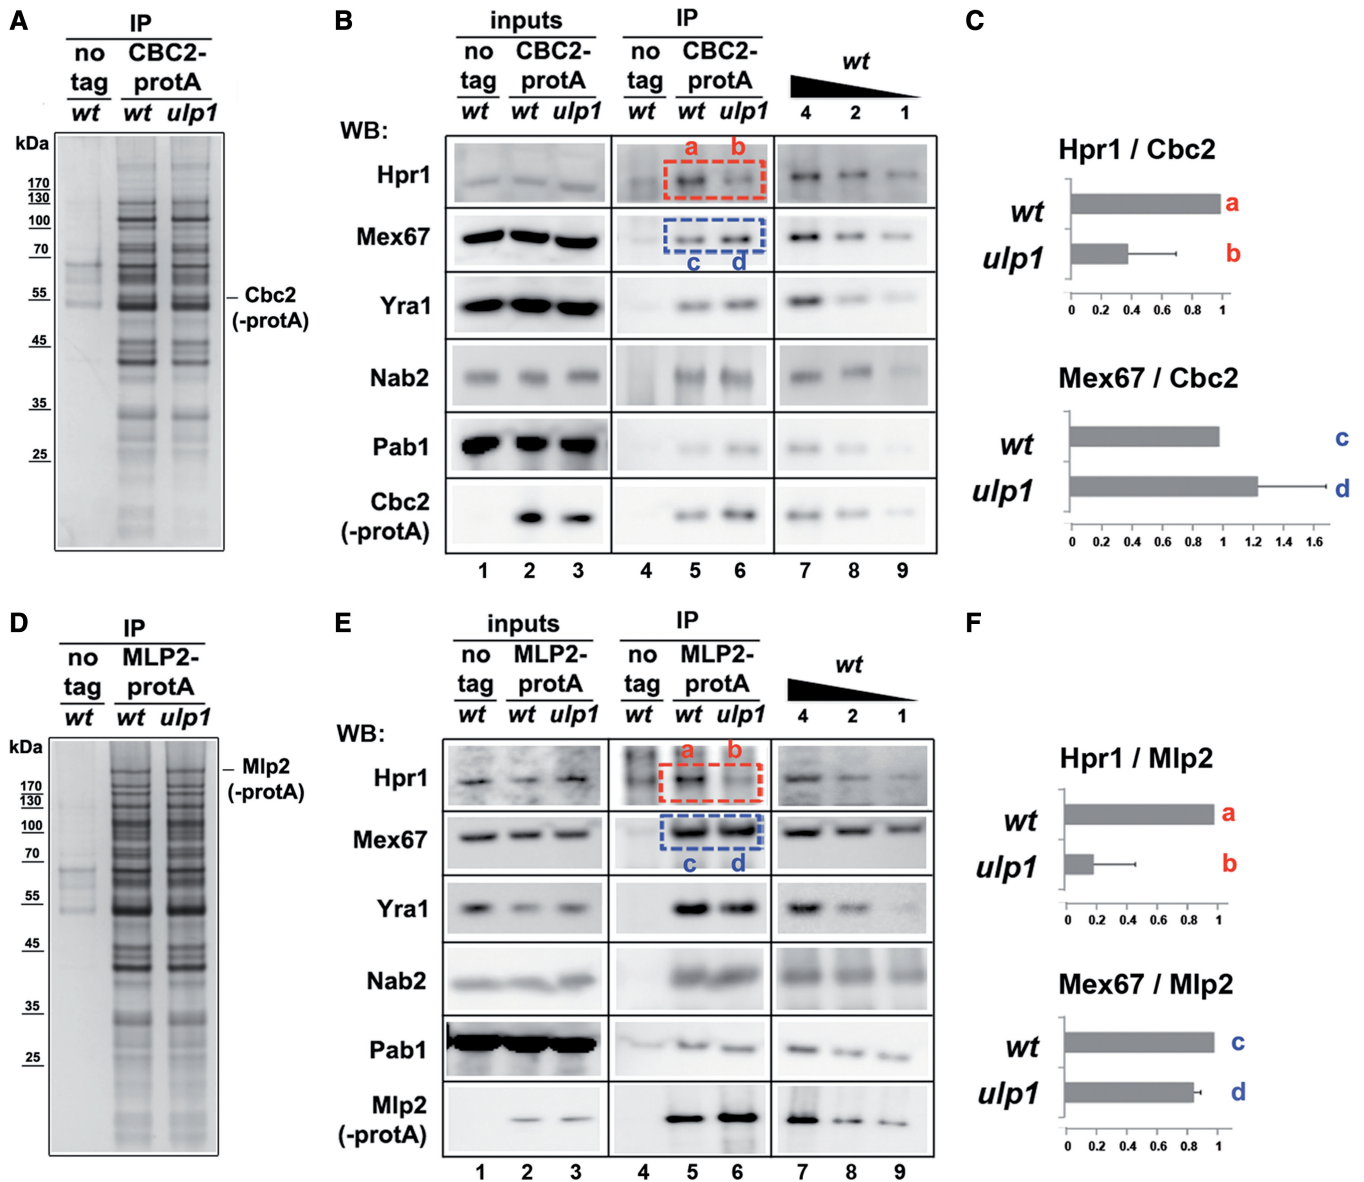 A
IP
no
tag
CBC2-
protA
wt
wt
ulp1
kDa
170
130
100
70
55
45
35
25
Cbc2
(-protA)
B
inputs
IP
no
tag
CBC2-
protA
no
tag
CBC2-
protA
wt
wt
wt
ulp1
wt
wt
ulp1
4
2
1
WB:
a
b
Hpr1
Mex67
c
d
Yra1
Nab2
Pab1
Cbc2
(-protA)
1 2 3 4 5 6 7 8 9
C
Hpr1 / Cbc2
wt
a
ulp1
b
0 0.2 0.4 0.6 0.8 1
Mex67 / Cbc2
wt
c
ulp1
d
0 0.2 0.4 0.6 0.8 1 1.2 1.4 1.6
D
IP
no
tag
MLP2-
protA
wt
wt
ulp1
kDa
170
130
100
70
55
45
35
25
Mlp2
(-protA)
E
inputs
IP
no
tag
MLP2-
protA
no
tag
MLP2-
protA
wt
wt
wt
ulp1
wt
wt
ulp1
4
2
1
WB:
a
b
Hpr1
Mex67
c
d
Yra1
Nab2
Pab1
Mlp2
(-protA)
1 2 3 4 5 6 7 8 9
F
Hpr1 / Mlp2
wt
a
ulp1
b
0 0.2 0.4 0.6 0.8 1
Mex67 / Mlp2
wt
c
ulp1
d
0 0.2 0.4 0.6 0.8 1